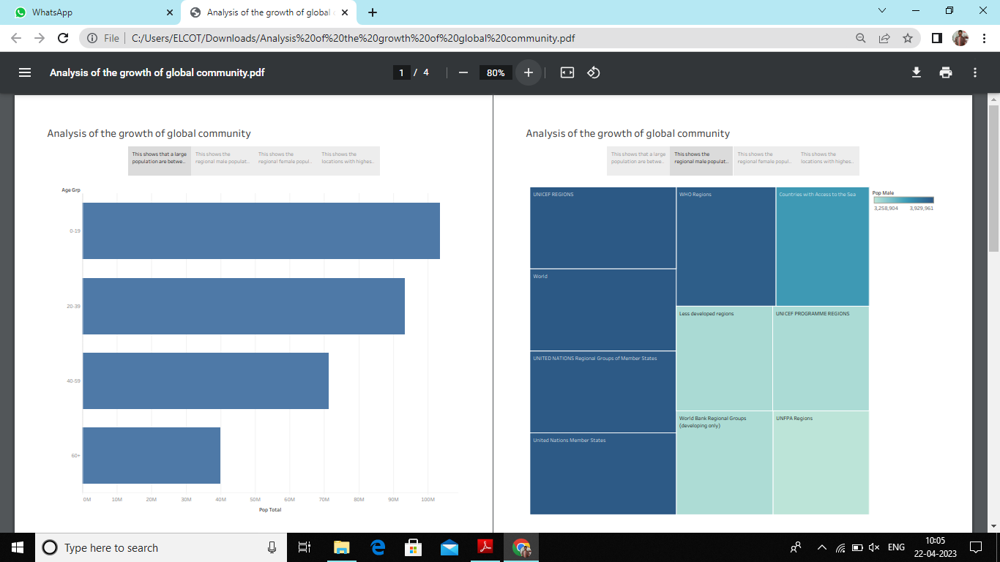 WhatsApp
Analysis of the growth of global
File
C:/Users/ELCOT/Downloads/Analysis%20of%20the%20growth%20of%20global%20community.pdf
Analysis of the growth of global community.pdf
1 / 4
80%
Analysis of the growth of global community
This shows that a large
population are betwe..
This shows the
regional male populat..
This shows the
regional female popul..
This shows the
locations with highes..
Age Grp
0-19
20-39
40-59
60+
0M 10M 20M 30M 40M 50M 60M 70M 80M 90M 100M
Pop Total
Analysis of the growth of global community
This shows that a large
population are betwe..
This shows the
regional male populat..
This shows the
regional female popul..
This shows the
locations with highes..
UNICEF REGIONS
World
UNITED NATIONS Regional Groups of Member States
United Nations Member States
WHO Regions
Countries with Access to the Sea
Less developed regions
UNICEF PROGRAMME REGIONS
World Bank Regional Groups
(developing only)
UNFPA Regions
Pop Male
3,258,904 3,929,961
Type here to search
ENG
10:05
22-04-2023